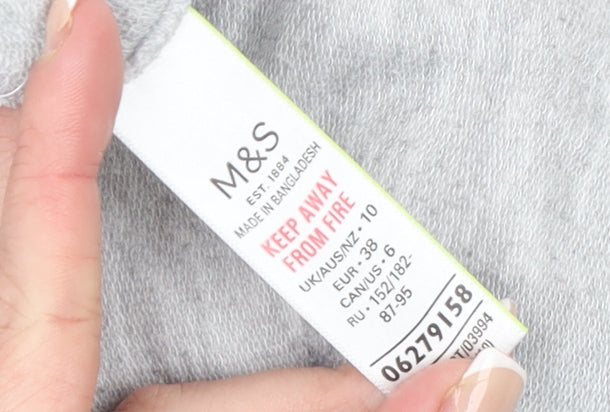 M&S
EST. 1884
MADE IN BANGLADESH
KEEP AWAY
FROM FIRE
UK/AUS/NZ • 10
EUR • 38
CAN/US • 6
RU • 152/182-
87-95
06279158
/03994